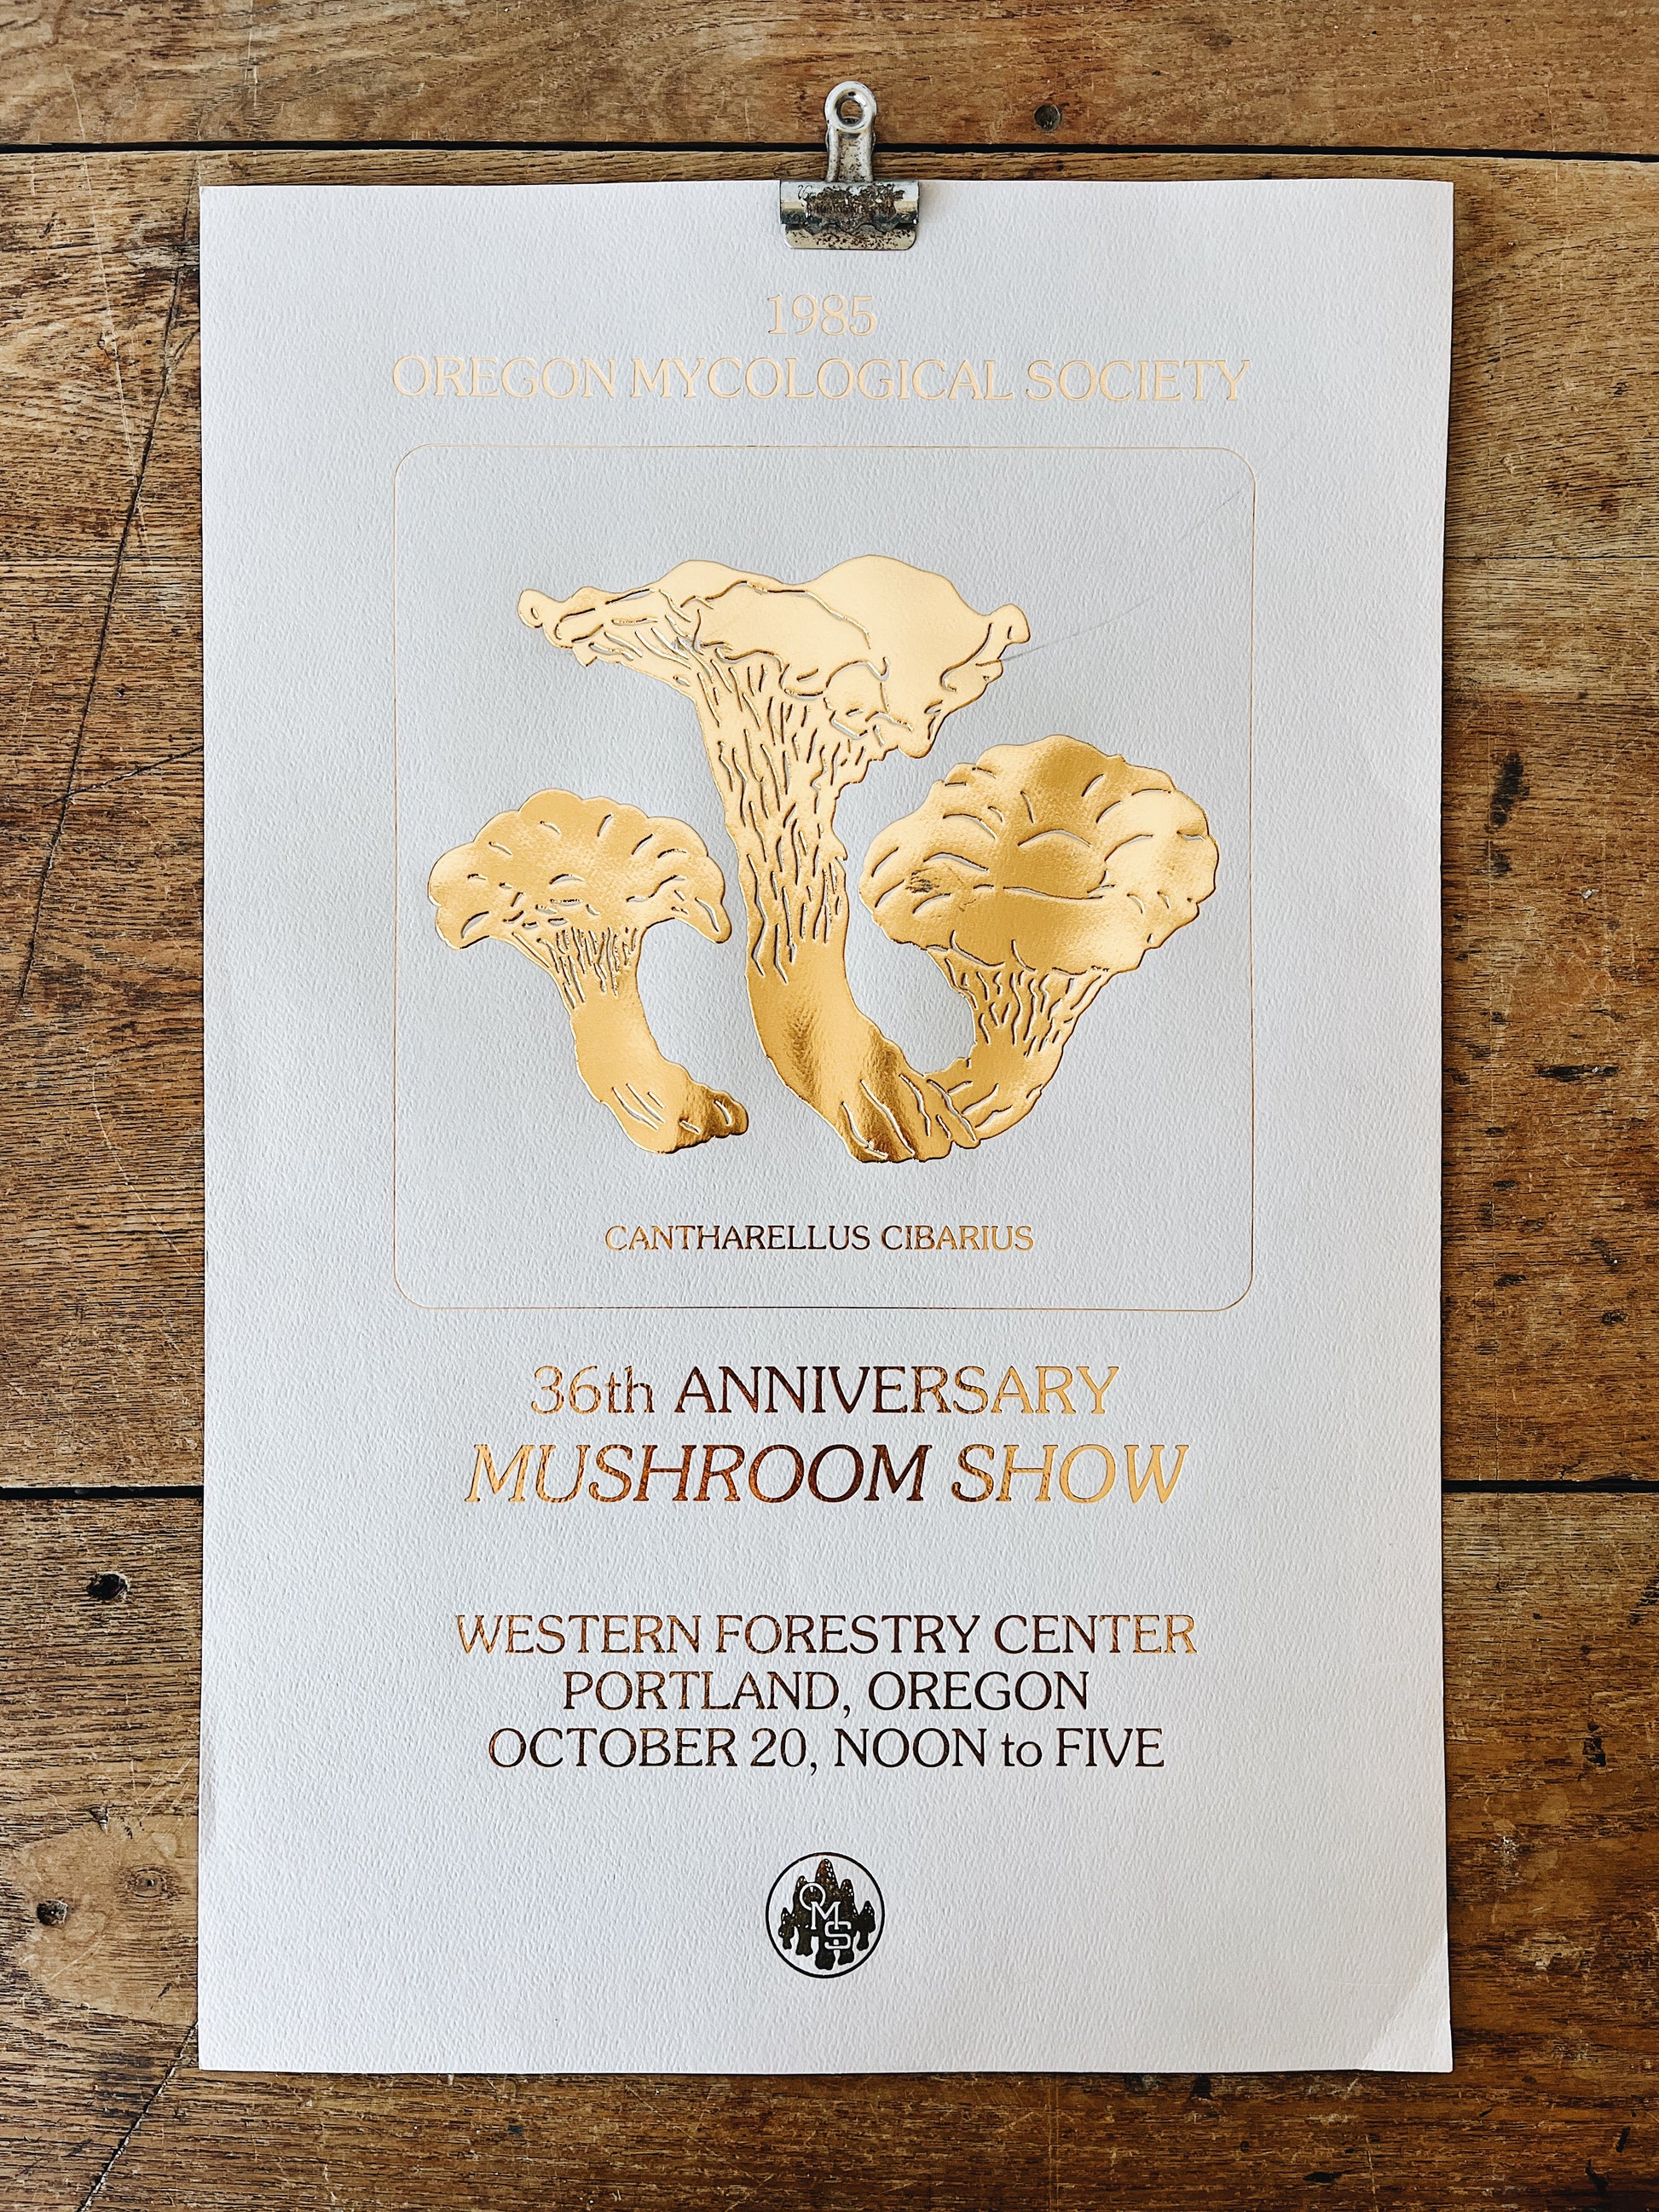 1985
OREGON MYCOLOGICAL SOCIETY
CANTHARELLUS CIBARIUS
36th ANNIVERSARY
MUSHROOM SHOW
WESTERN FORESTRY CENTER
PORTLAND, OREGON
OCTOBER 20, NOON to FIVE
OMS